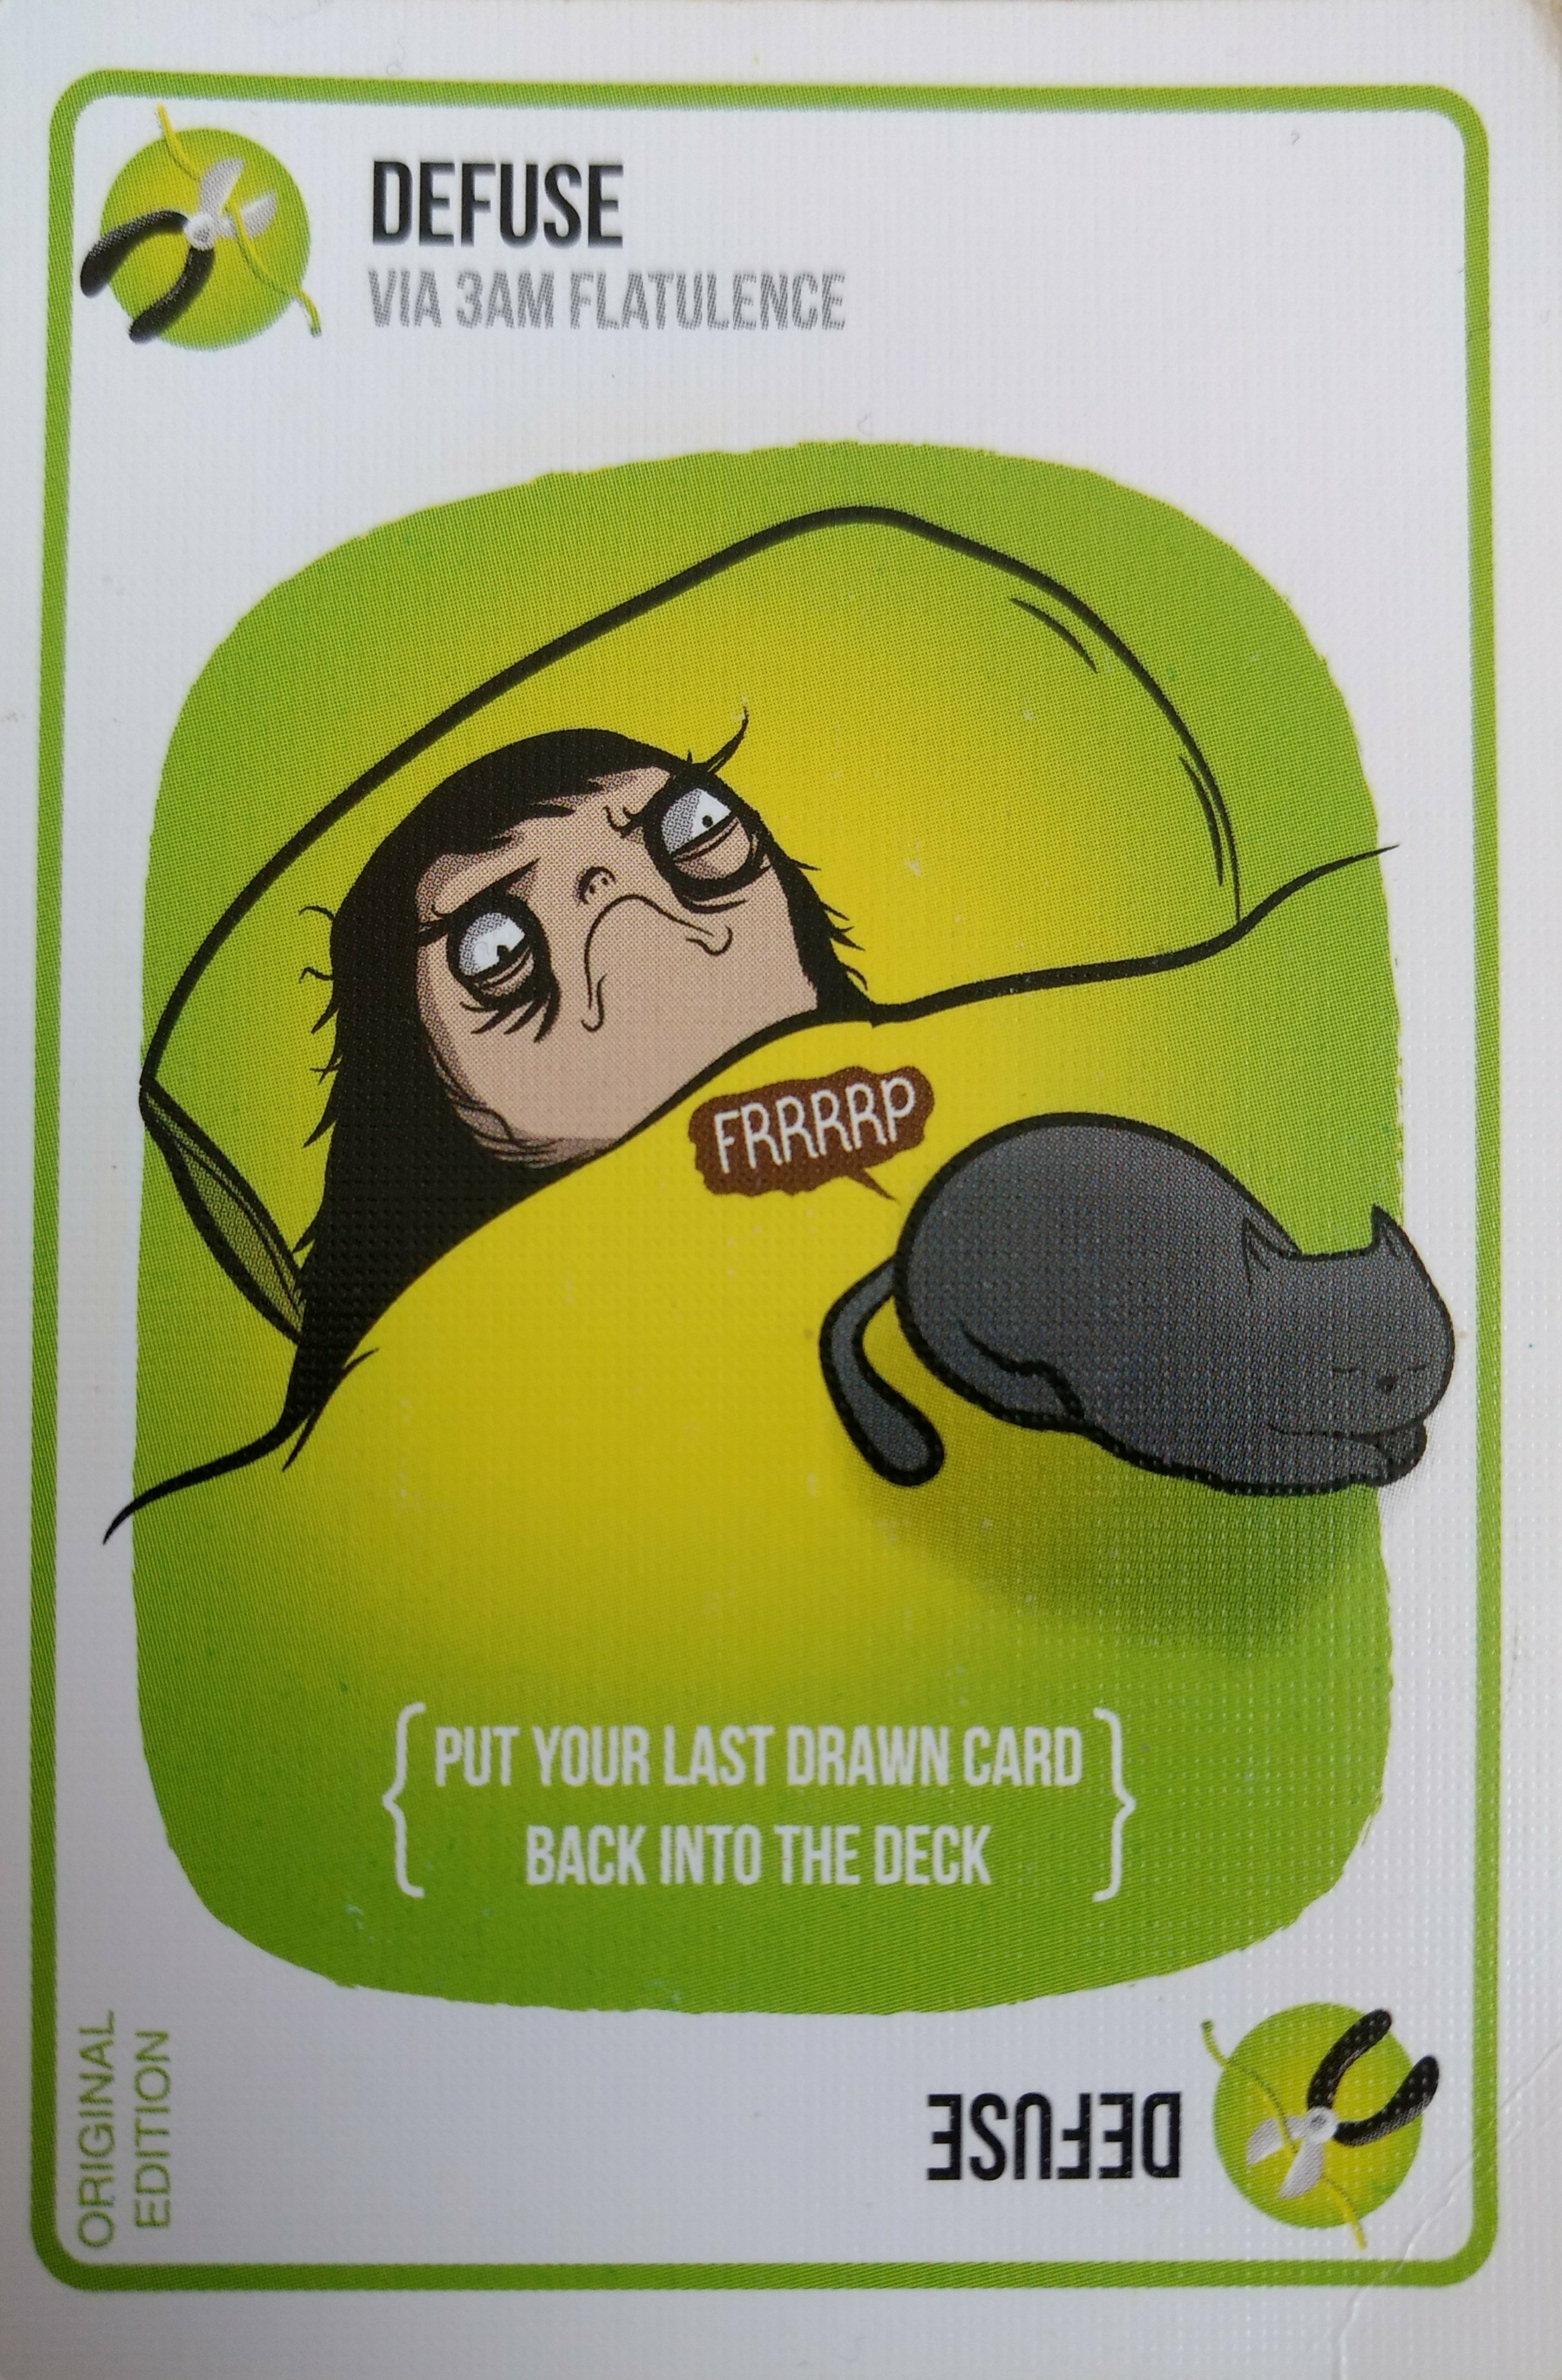 DEFUSE
VIA 3AM FLATULENCE
FRRRRP
PUT YOUR LAST DRAWN CARD
BACK INTO THE DECK
ORIGINAL
EDITION
DEFUSE